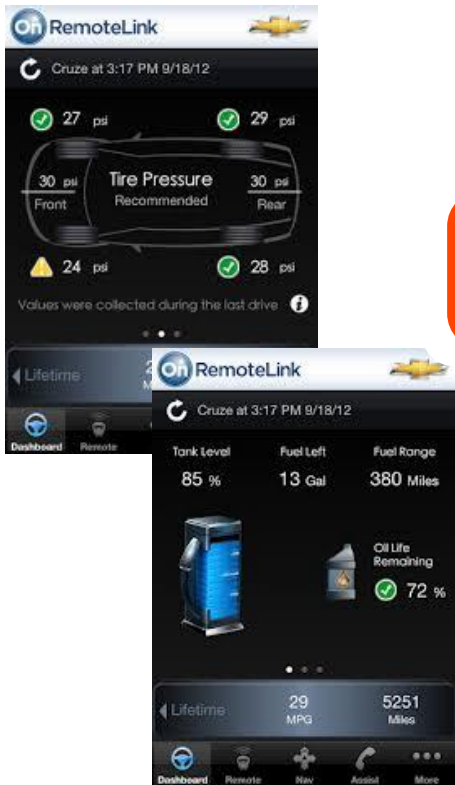 On RemoteLink
Cruze at 3:17 PM 9/18/12
27 psi
29 psi
30 psi
Front
Tire Pressure
Recommended
30 psi
Rear
24 psi
28 psi
Values were collected during the last drive
Lifetime
Dashboard Remote
On RemoteLink
Cruze at 3:17 PM 9/18/12
Tank Level Fuel Left Fuel Range
85 % 13 Gal 380 Miles
Oil Life
Remaining
72 %
Lifetime
29
MPG
5251
Miles
Dashboard Remote Nav Assist More